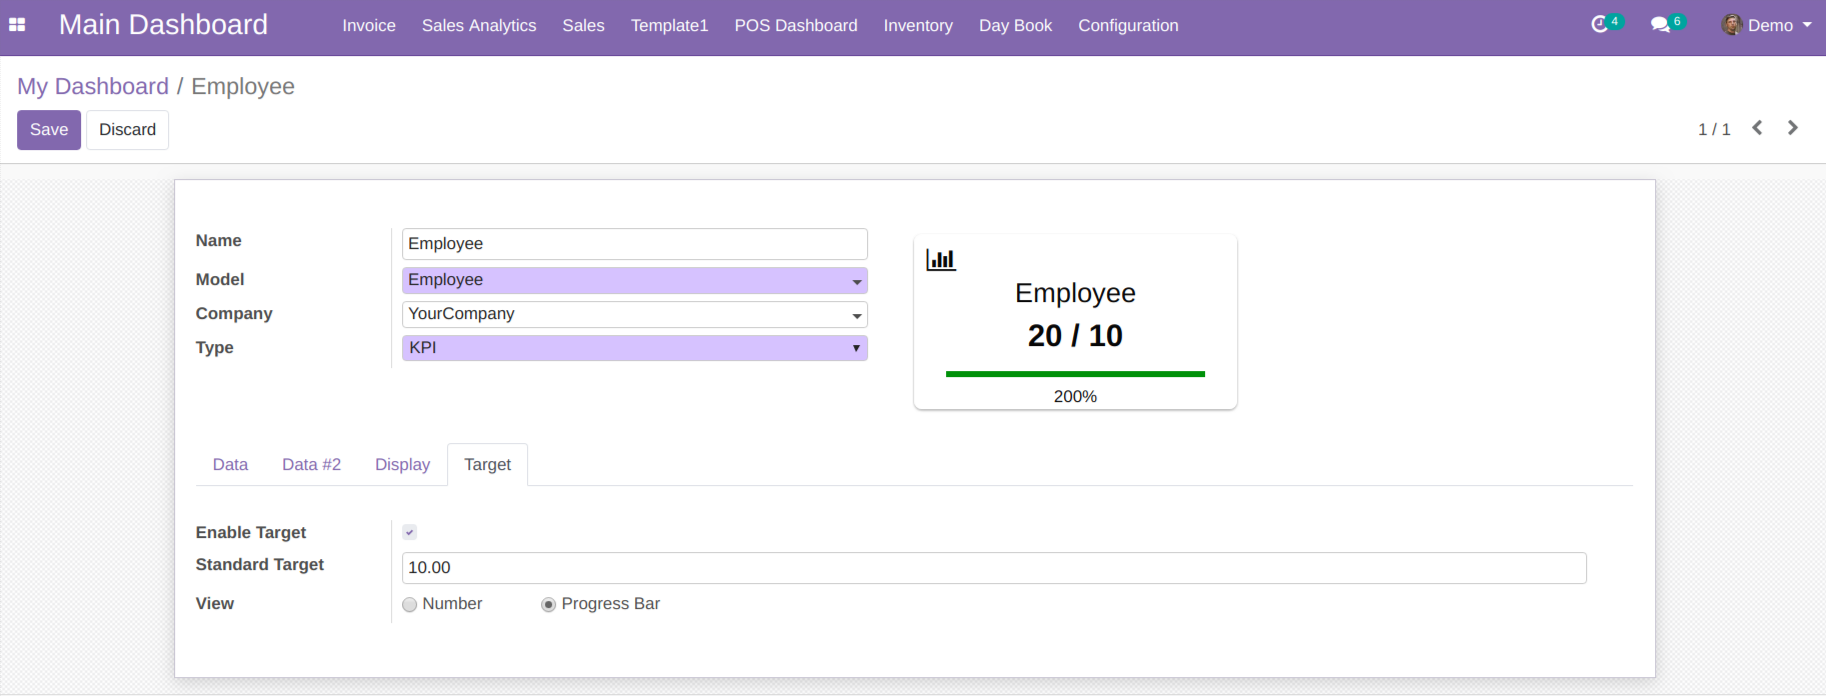 Main Dashboard Invoice Sales Analytics Sales Template1 POS Dashboard Inventory Day Book Configuration 4 6 Demo
My Dashboard / Employee
Save Discard 1 / 1
Name Employee
Model Employee
Company YourCompany
Type KPI
Employee
20 / 10
200%
Data Data #2 Display Target
Enable Target
Standard Target 10.00
View Number Progress Bar